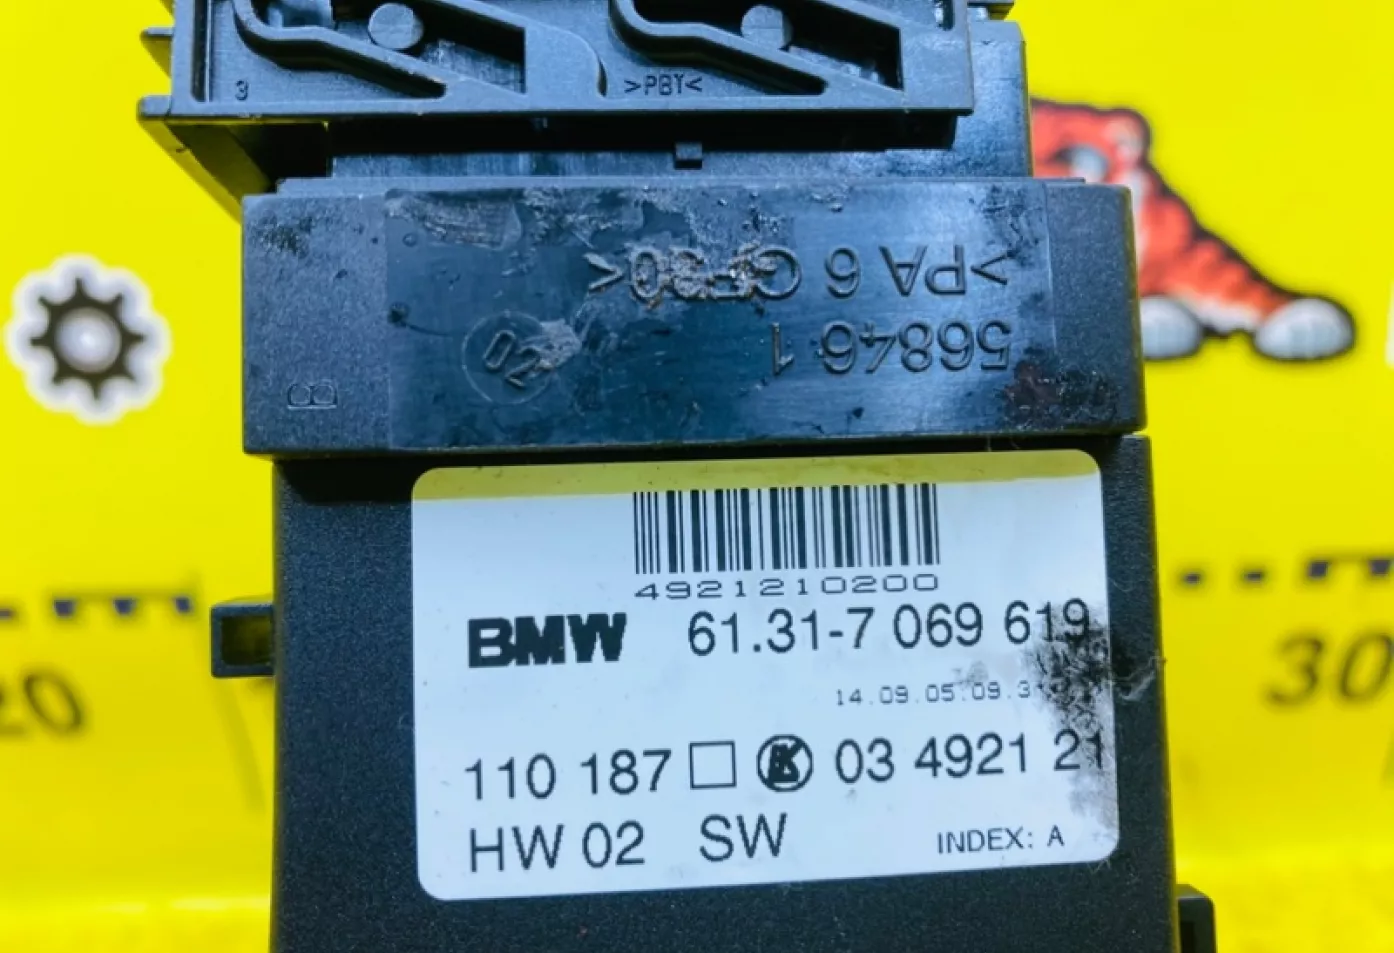 3
>PBT<
>PA 6 GF30<
56846 1
02
B
4921210200
BMW 61.31-7 069 619
14.09.05:09.3
110 187 03 4921 21
HW 02 SW
INDEX: A
20
30